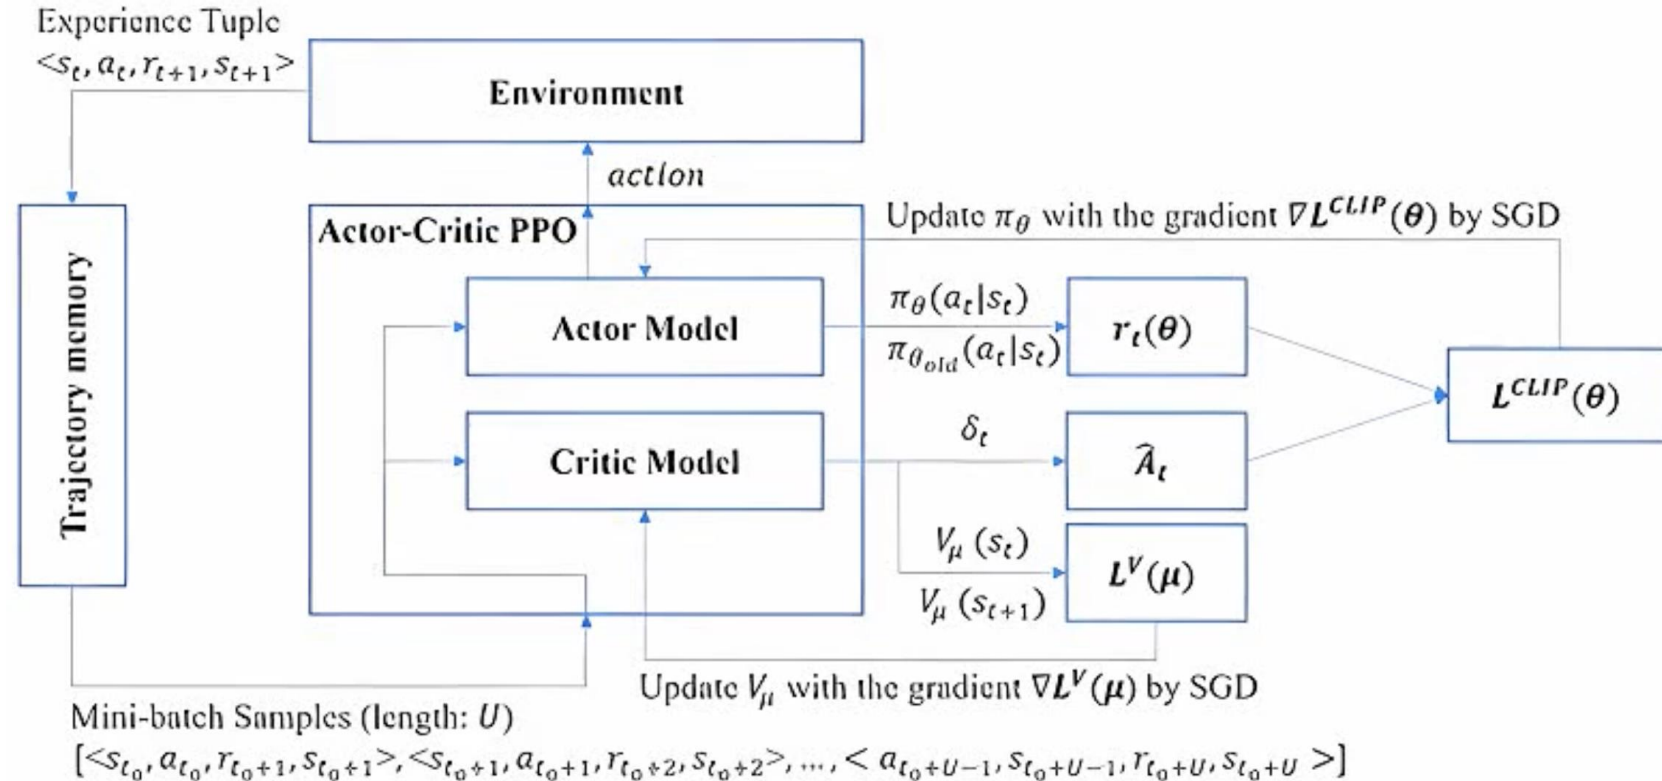 Experience Tuple
<s_t, a_t, r_{t+1}, s_{t+1}>
Environment
action
Actor-Critic PPO
Update π_θ with the gradient ∇L^{CLIP}(θ) by SGD
Trajectory memory
Actor Model
π_θ(a_t|s_t)
π_{θ_{old}}(a_t|s_t)
r_t(θ)
L^{CLIP}(θ)
Critic Model
δ_t
Â_t
V_μ(s_t)
V_μ(s_{t+1})
L^V(μ)
Update V_μ with the gradient ∇L^V(μ) by SGD
Mini-batch Samples (length: U)
[<s_{t_0}, a_{t_0}, r_{t_0+1}, s_{t_0+1}>, <s_{t_0+1}, a_{t_0+1}, r_{t_0+2}, s_{t_0+2}>, ..., < a_{t_0+U-1}, s_{t_0+U-1}, r_{t_0+U}, s_{t_0+U} >]